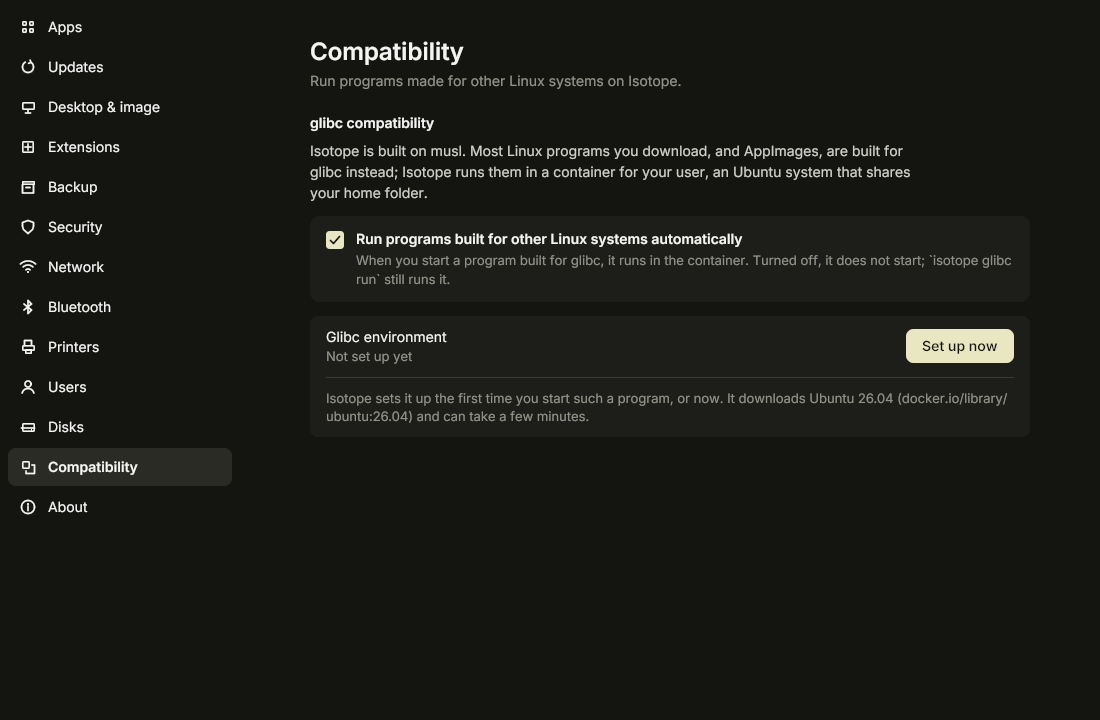 Apps
Updates
Desktop & image
Extensions
Backup
Security
Network
Bluetooth
Printers
Users
Disks
Compatibility
About
Compatibility
Run programs made for other Linux systems on Isotope.
glibc compatibility
Isotope is built on musl. Most Linux programs you download, and AppImages, are built for
glibc instead; Isotope runs them in a container for your user, an Ubuntu system that shares
your home folder.
Run programs built for other Linux systems automatically
When you start a program built for glibc, it runs in the container. Turned off, it does not start; `isotope glibc
run` still runs it.
Glibc environment
Not set up yet
Set up now
Isotope sets it up the first time you start such a program, or now. It downloads Ubuntu 26.04 (docker.io/library/
ubuntu:26.04) and can take a few minutes.